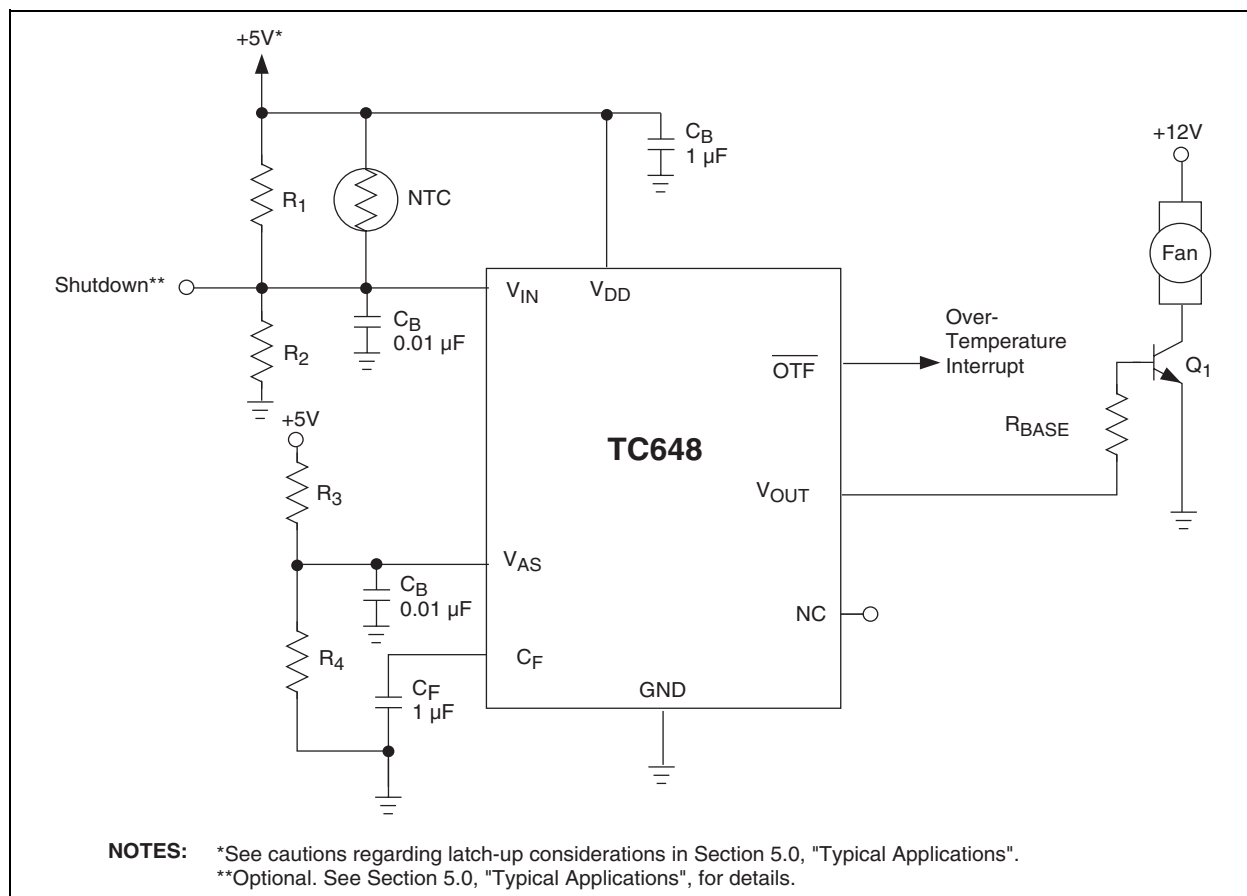 +5V*
C_B
1 µF
+12V
R_1
NTC
Fan
Shutdown**
V_IN
V_DD
C_B
0.01 µF
R_2
OTF
Over-
Temperature
Interrupt
Q_1
+5V
R_BASE
TC648
R_3
V_OUT
V_AS
C_B
0.01 µF
NC
R_4
C_F
C_F
1 µF
GND
NOTES: *See cautions regarding latch-up considerations in Section 5.0, "Typical Applications".
**Optional. See Section 5.0, "Typical Applications", for details.